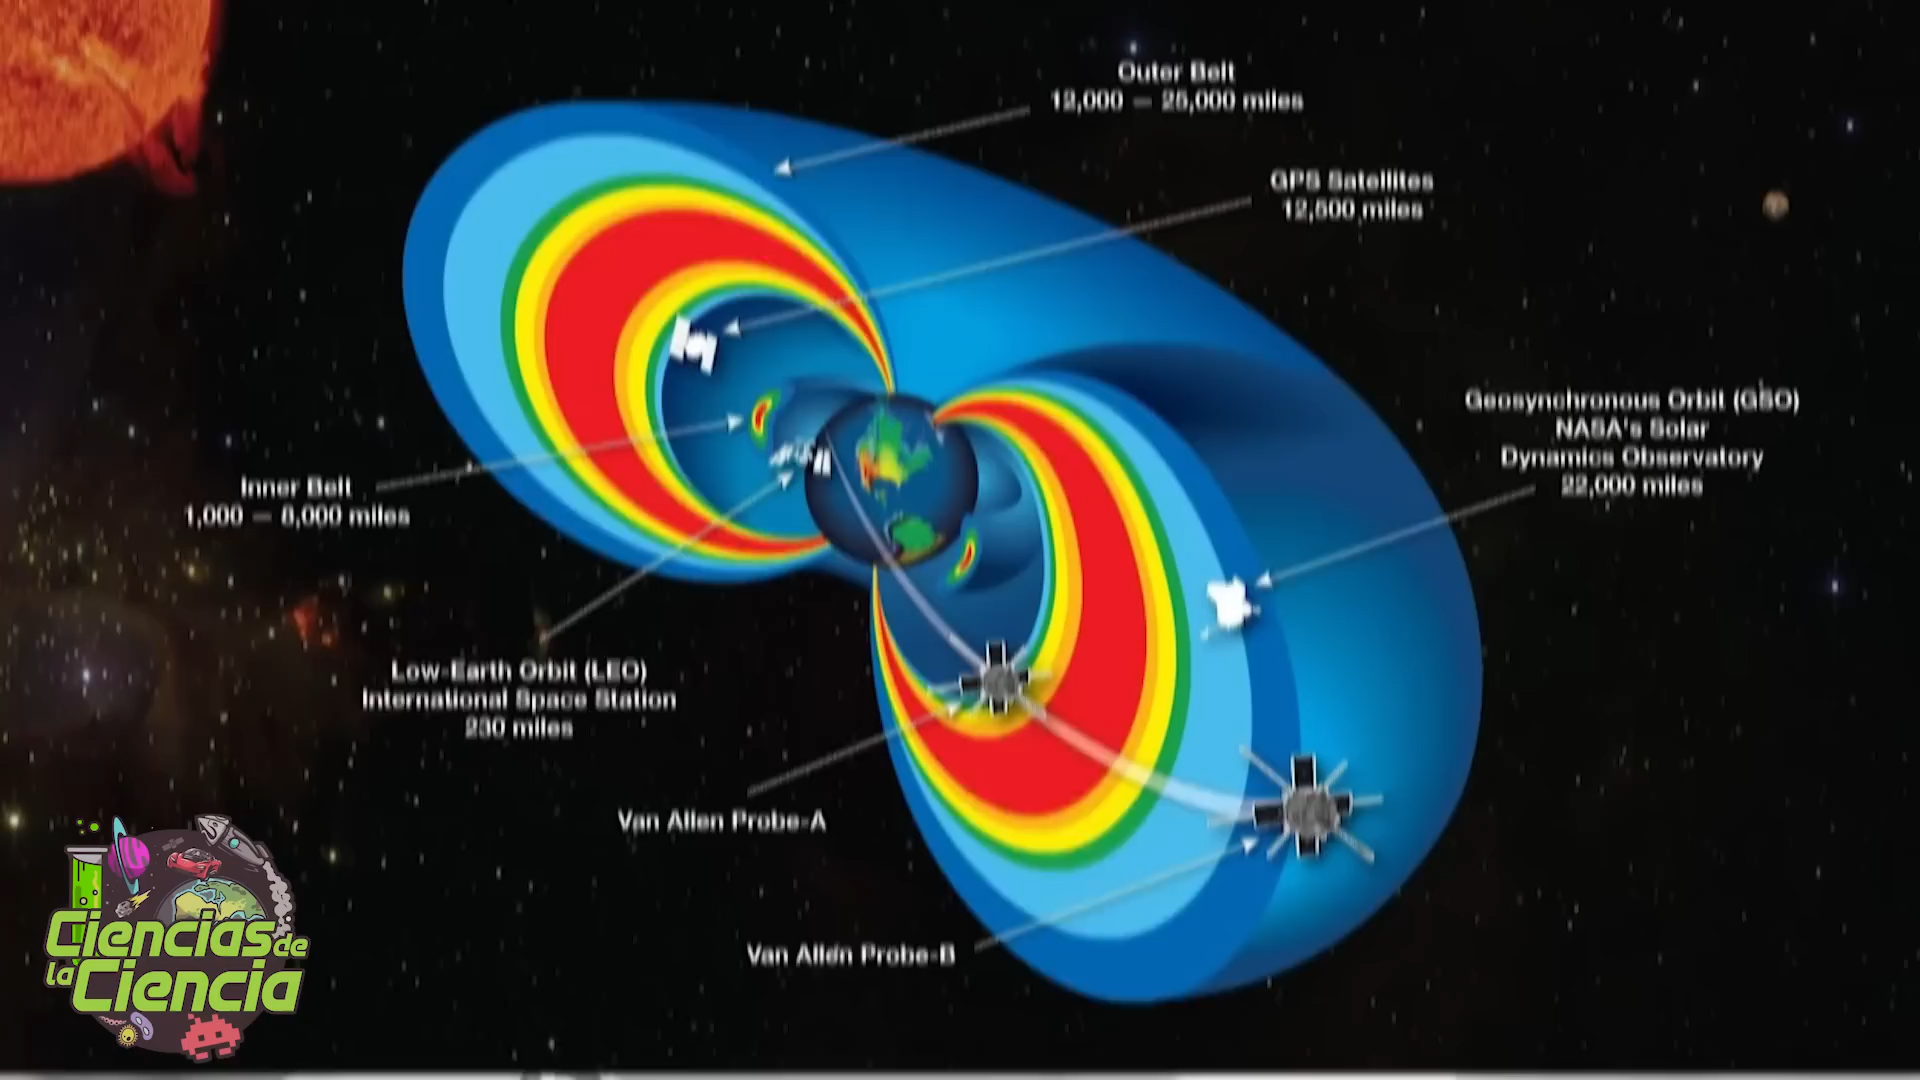 Outer Belt
12,000 — 25,000 miles
GPS Satellites
12,500 miles
Geosynchronous Orbit (GSO)
NASA's Solar
Dynamics Observatory
22,000 miles
Inner Belt
1,000 — 8,000 miles
Low-Earth Orbit (LEO)
International Space Station
230 miles
Van Allen Probe-A
Van Allen Probe-B
Ciencias de
la Ciencia